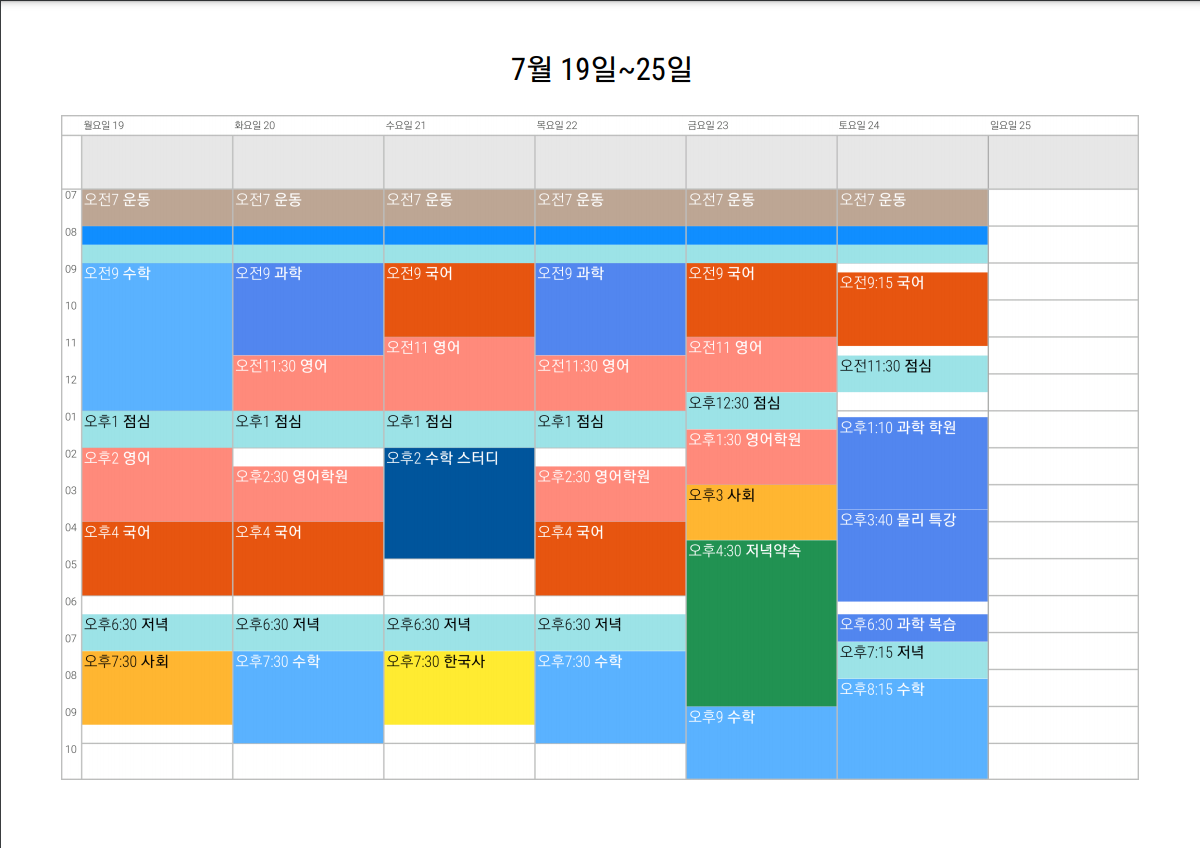 7월 19일~25일
월요일 19
화요일 20
수요일 21
목요일 22
금요일 23
토요일 24
일요일 25
07
오전7 운동
오전7 운동
오전7 운동
오전7 운동
오전7 운동
오전7 운동
08
09
오전9 수학
오전9 과학
오전9 국어
오전9 과학
오전9 국어
오전9:15 국어
10
11
오전11 영어
오전11 영어
오전11:30 영어
오전11:30 영어
오전11:30 점심
12
오후12:30 점심
01
오후1 점심
오후1 점심
오후1 점심
오후1 점심
오후1:10 과학 학원
오후1:30 영어학원
02
오후2 영어
오후2 수학 스터디
오후2:30 영어학원
오후2:30 영어학원
03
오후3 사회
오후3:40 물리 특강
04
오후4 국어
오후4 국어
오후4 국어
오후4:30 저녁약속
05
06
오후6:30 저녁
오후6:30 저녁
오후6:30 저녁
오후6:30 저녁
오후6:30 과학 복습
07
오후7:15 저녁
오후7:30 사회
오후7:30 수학
오후7:30 한국사
오후7:30 수학
08
오후8:15 수학
09
오후9 수학
10